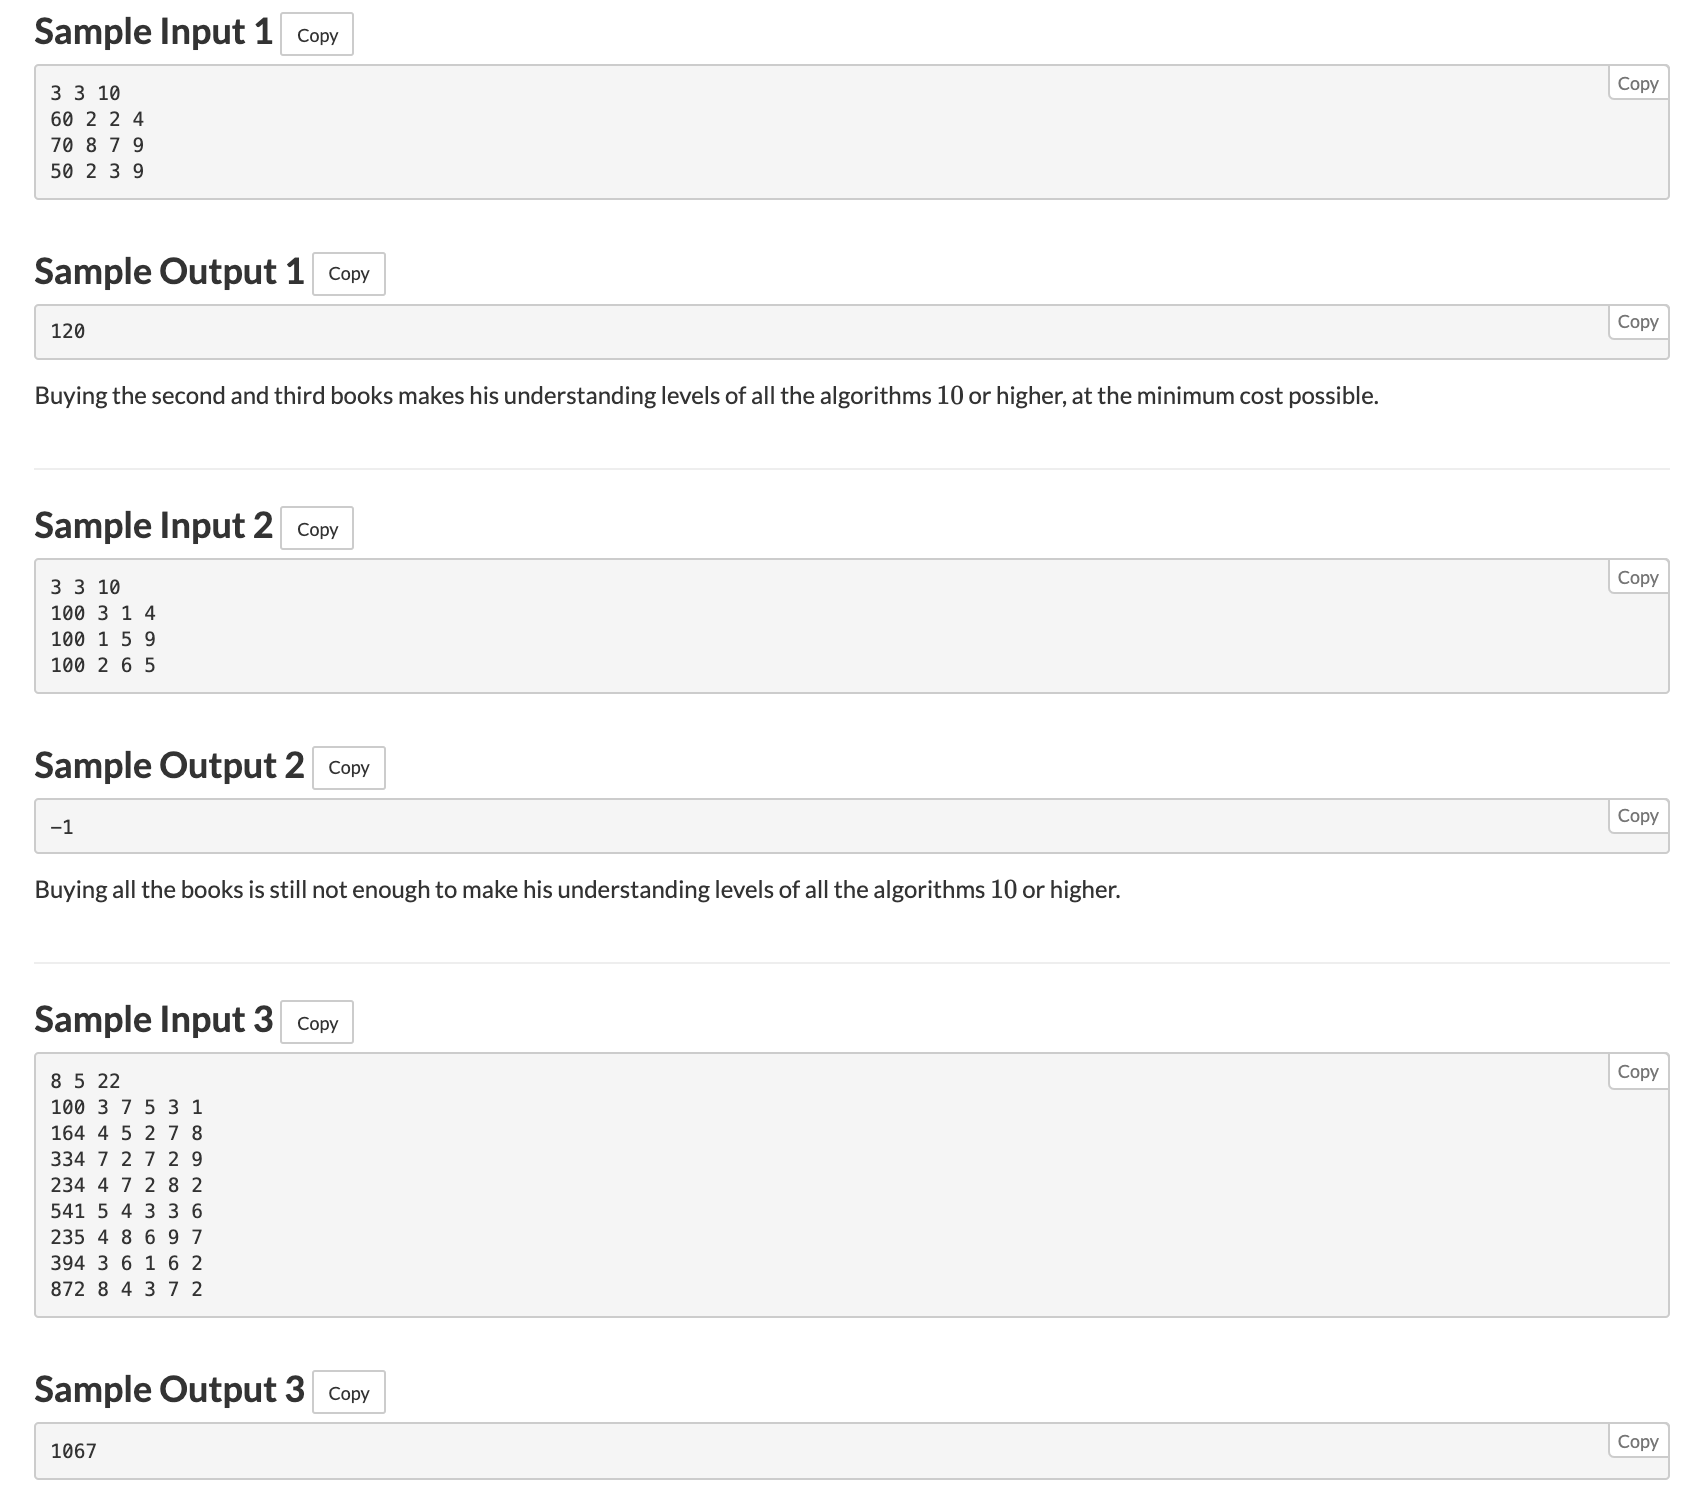 Sample Input 1 Copy
Copy
3 3 10
60 2 2 4
70 8 7 9
50 2 3 9
Sample Output 1 Copy
Copy
120
Buying the second and third books makes his understanding levels of all the algorithms 10 or higher, at the minimum cost possible.
Sample Input 2 Copy
Copy
3 3 10
100 3 1 4
100 1 5 9
100 2 6 5
Sample Output 2 Copy
Copy
-1
Buying all the books is still not enough to make his understanding levels of all the algorithms 10 or higher.
Sample Input 3 Copy
Copy
8 5 22
100 3 7 5 3 1
164 4 5 2 7 8
334 7 2 7 2 9
234 4 7 2 8 2
541 5 4 3 3 6
235 4 8 6 9 7
394 3 6 1 6 2
872 8 4 3 7 2
Sample Output 3 Copy
Copy
1067